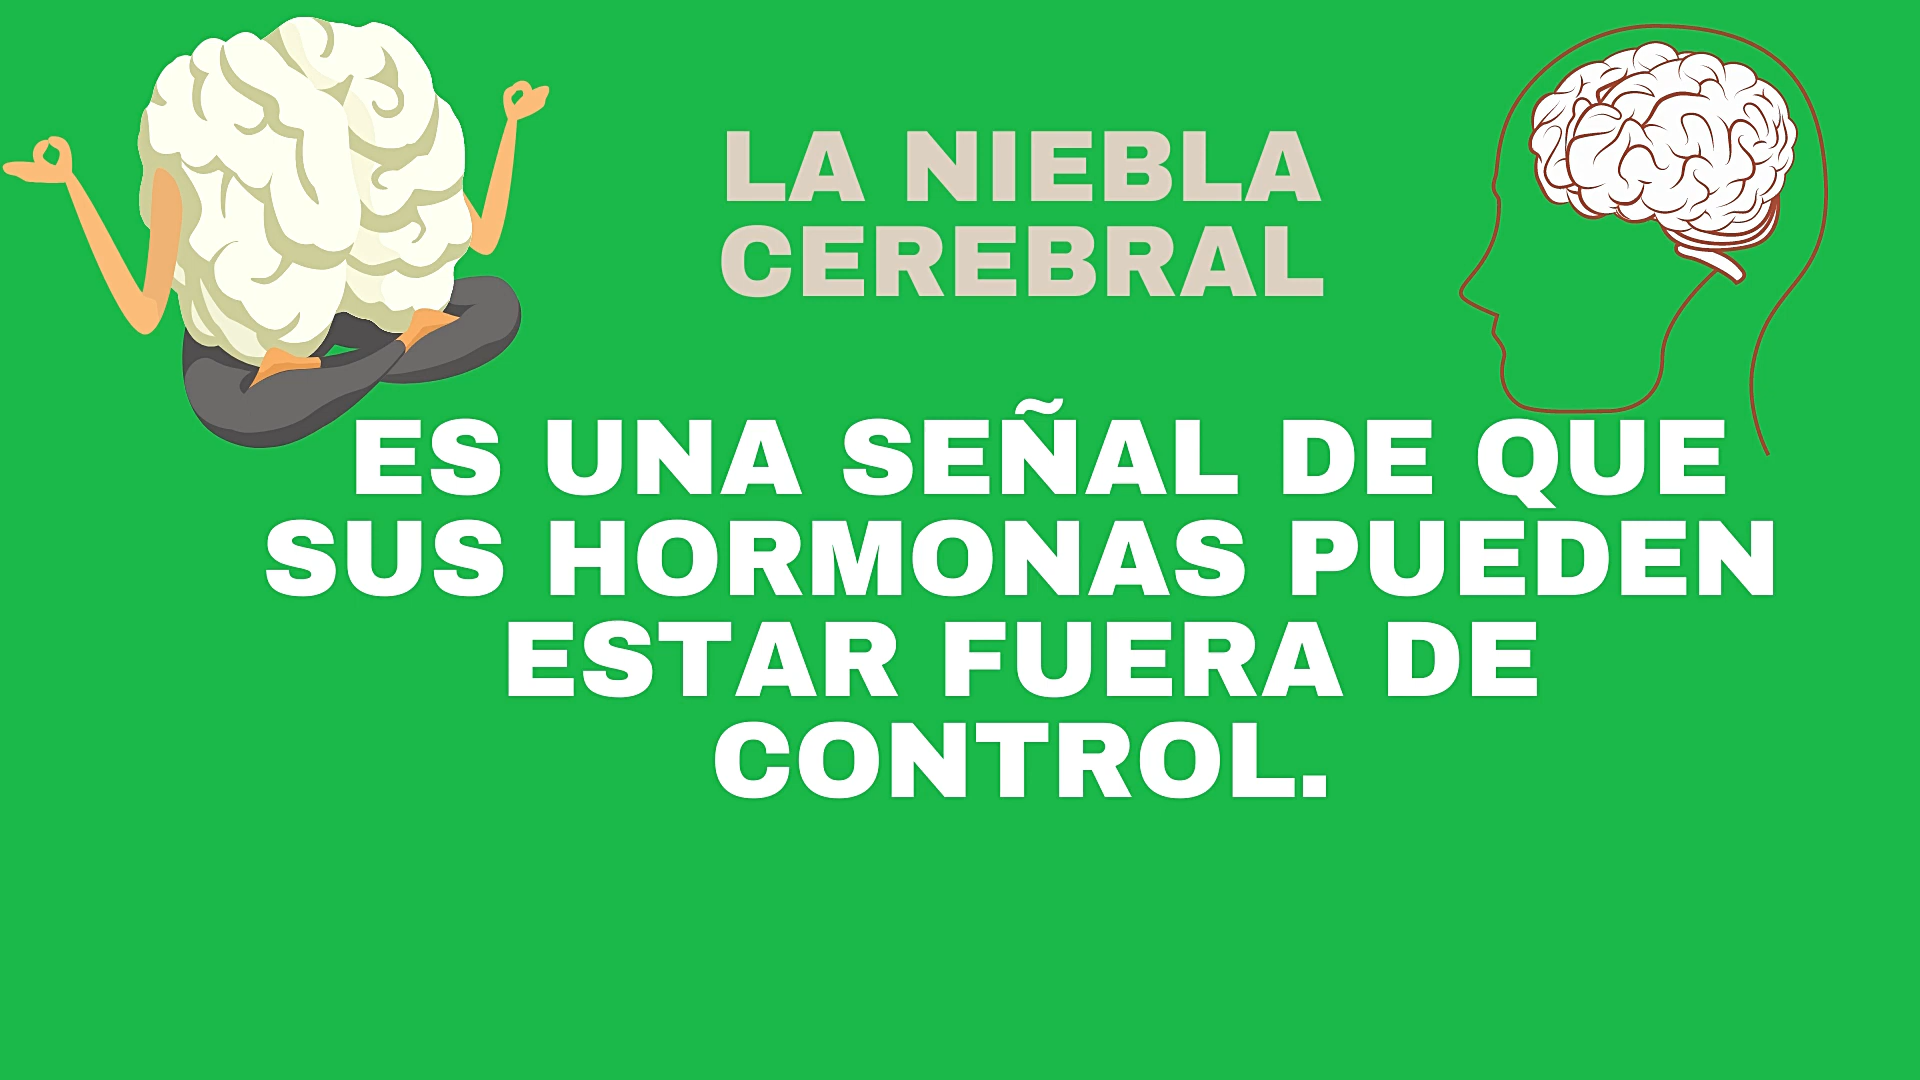 LA NIEBLA
CEREBRAL
ES UNA SEÑAL DE QUE
SUS HORMONAS PUEDEN
ESTAR FUERA DE
CONTROL.